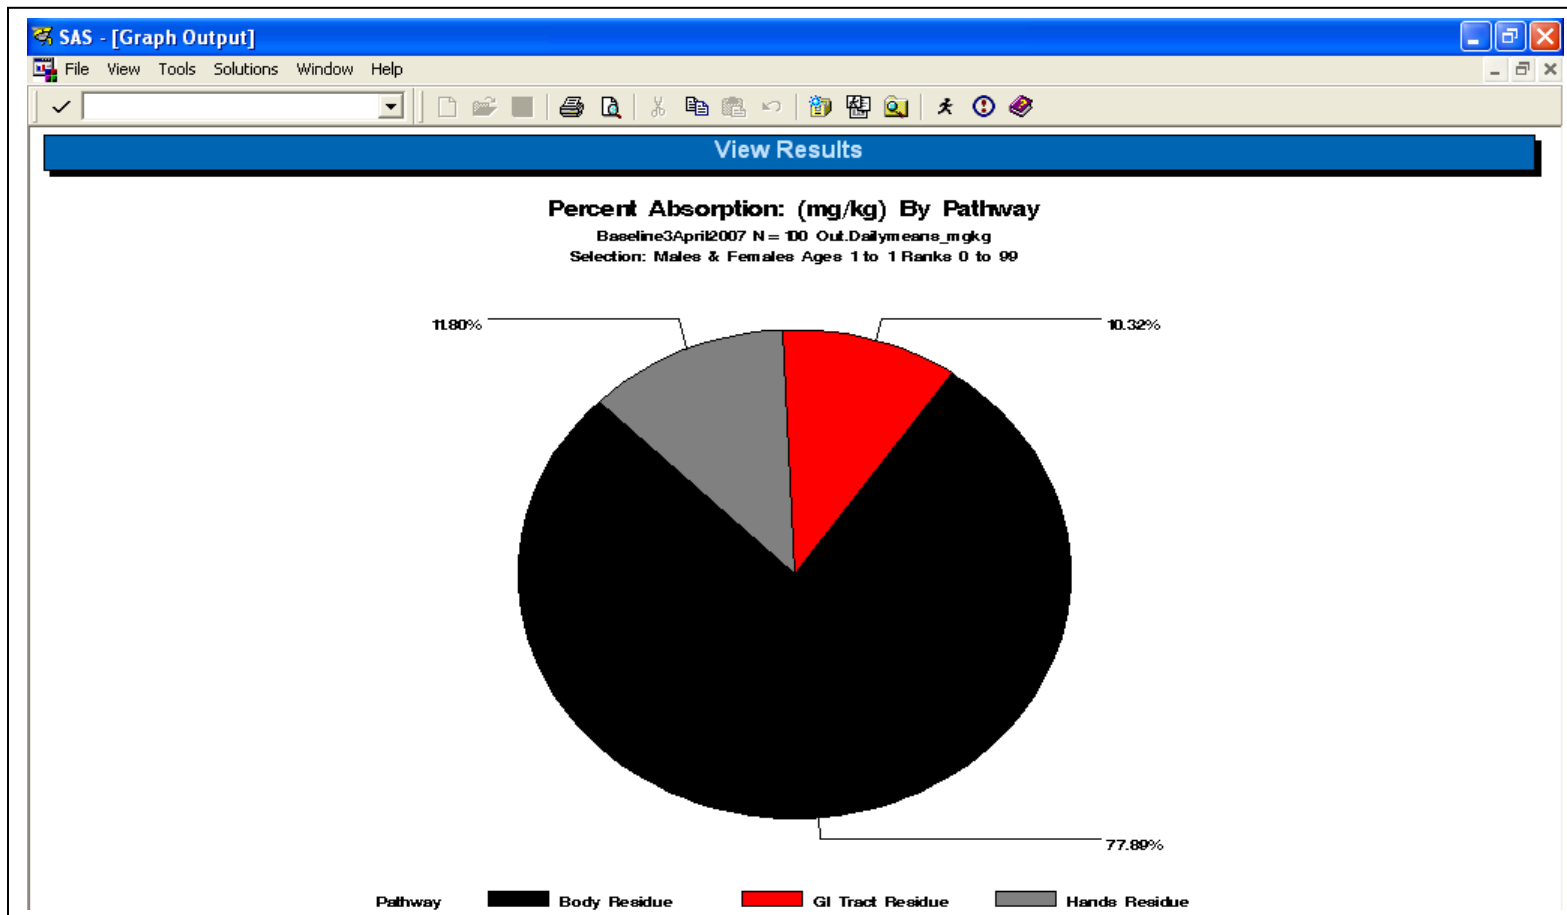 SAS - [Graph Output]
File View Tools Solutions Window Help
View Results
Percent Absorption: (mg/kg) By Pathway
Baseline3April2007 N = 100 Out.Dailymeans_mgkg
Selection: Males & Females Ages 1 to 1 Ranks 0 to 99
11.80%
10.32%
77.89%
Pathway Body Residue GI Tract Residue Hands Residue